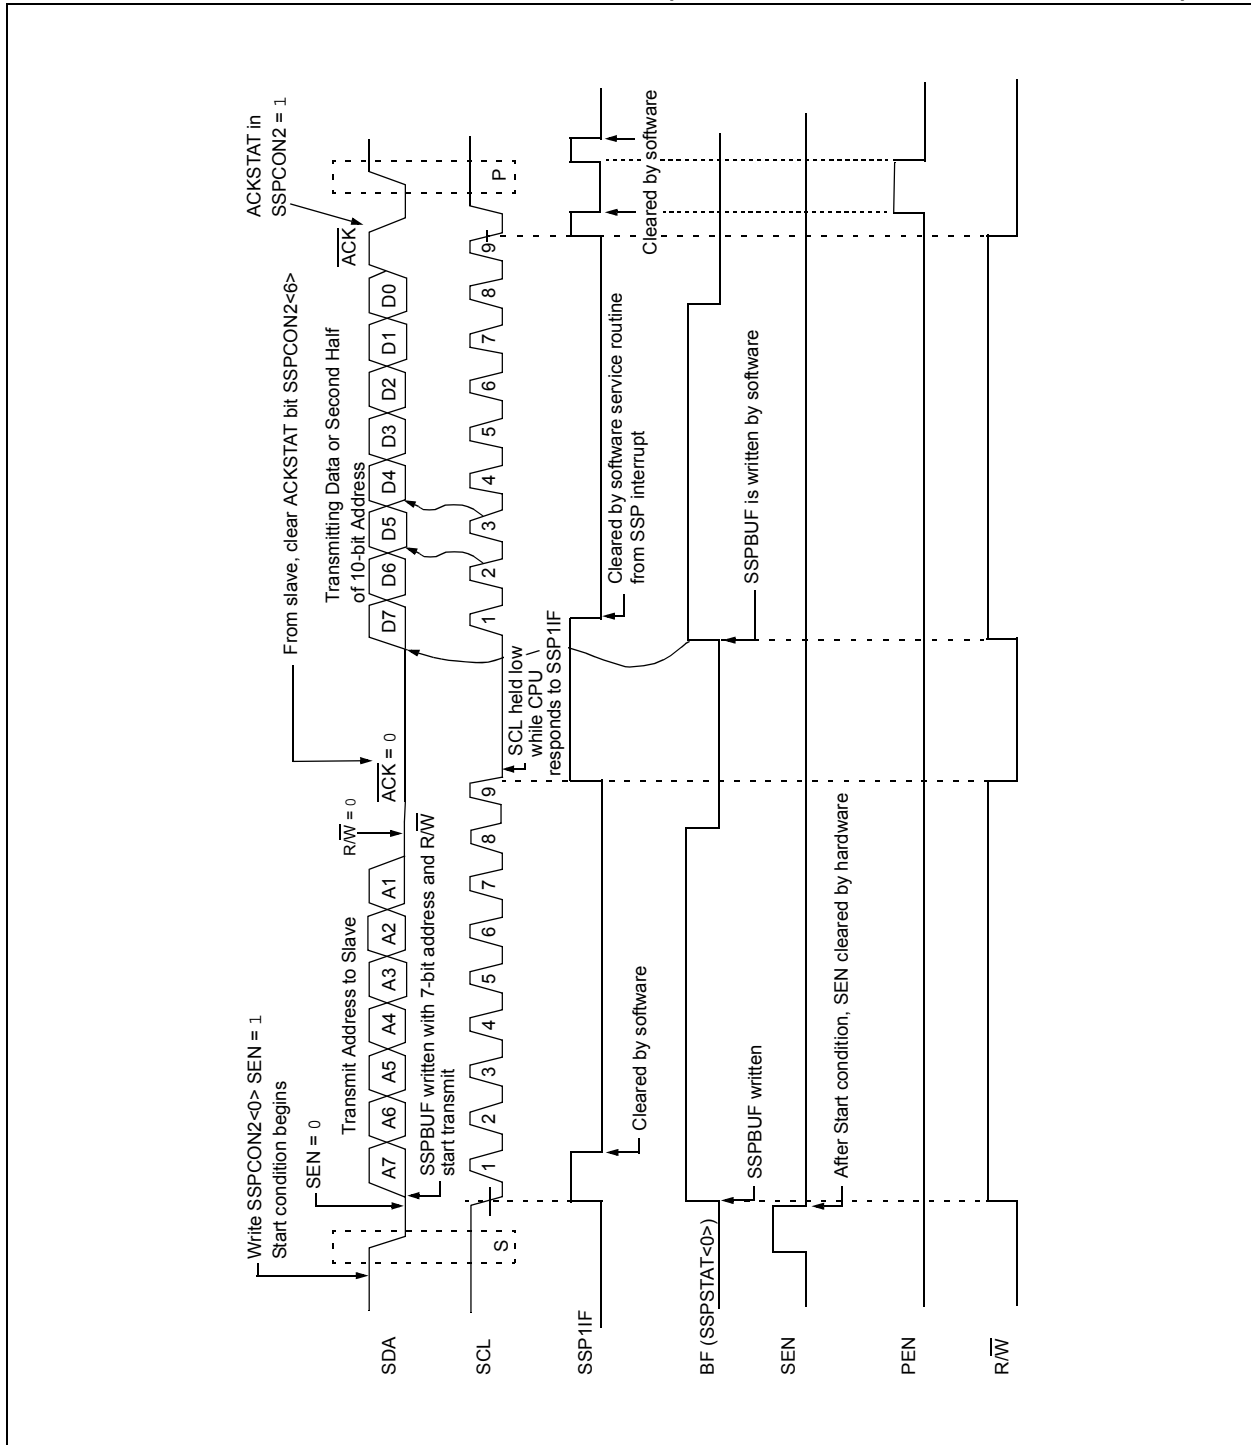 Write SSPCON2<0> SEN = 1
Start condition begins
SEN = 0
From slave, clear ACKSTAT bit SSPCON2<6>
ACKSTAT in
SSPCON2 = 1
Transmit Address to Slave
R/W = 0
ACK = 0
Transmitting Data or Second Half
of 10-bit Address
ACK
SDA
A7 A6 A5 A4 A3 A2 A1
D7 D6 D5 D4 D3 D2 D1 D0
SSPBUF written with 7-bit address and R/W
start transmit
SCL
S
1 2 3 4 5 6 7 8 9
1 2 3 4 5 6 7 8 9
P
SCL held low
while CPU
responds to SSP1IF
SSP1IF
Cleared by software
Cleared by software service routine
from SSP interrupt
Cleared by software
Cleared by software
BF (SSPSTAT<0>)
SSPBUF written
SSPBUF is written by software
SEN
After Start condition, SEN cleared by hardware
PEN
R/W